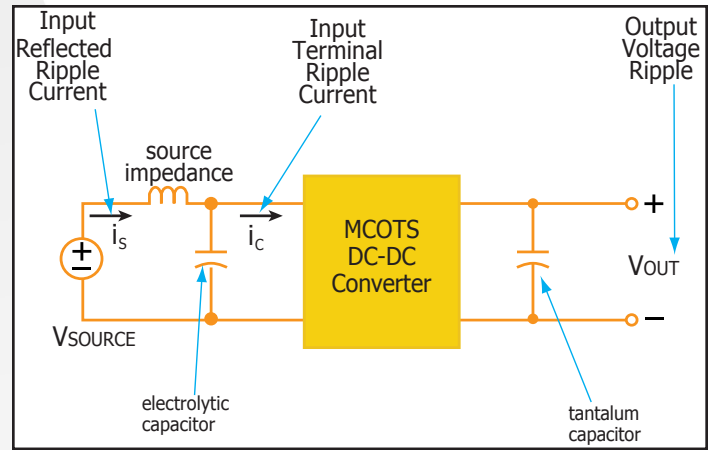 Input
Reflected
Ripple
Current
Input
Terminal
Ripple
Current
Output
Voltage
Ripple
source
impedance
iS
iC
MCOTS
DC-DC
Converter
+
−
+
VOUT
−
VSOURCE
electrolytic
capacitor
tantalum
capacitor